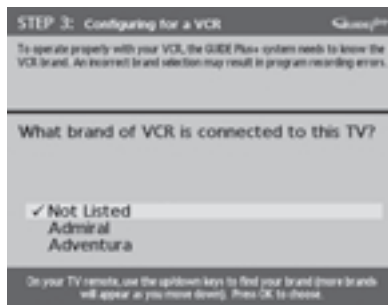 STEP 3: Configuring for a VCR
To operate properly with your VCR, the GUIDE Plus+ system needs to know the
VCR brand. An incorrect brand selection may result in program recording errors.
What brand of VCR is connected to this TV?
✓ Not Listed
Admiral
Adventura
On your TV remote, use the up/down keys to find your brand (more brands
will appear as you move down). Press OK to choose.